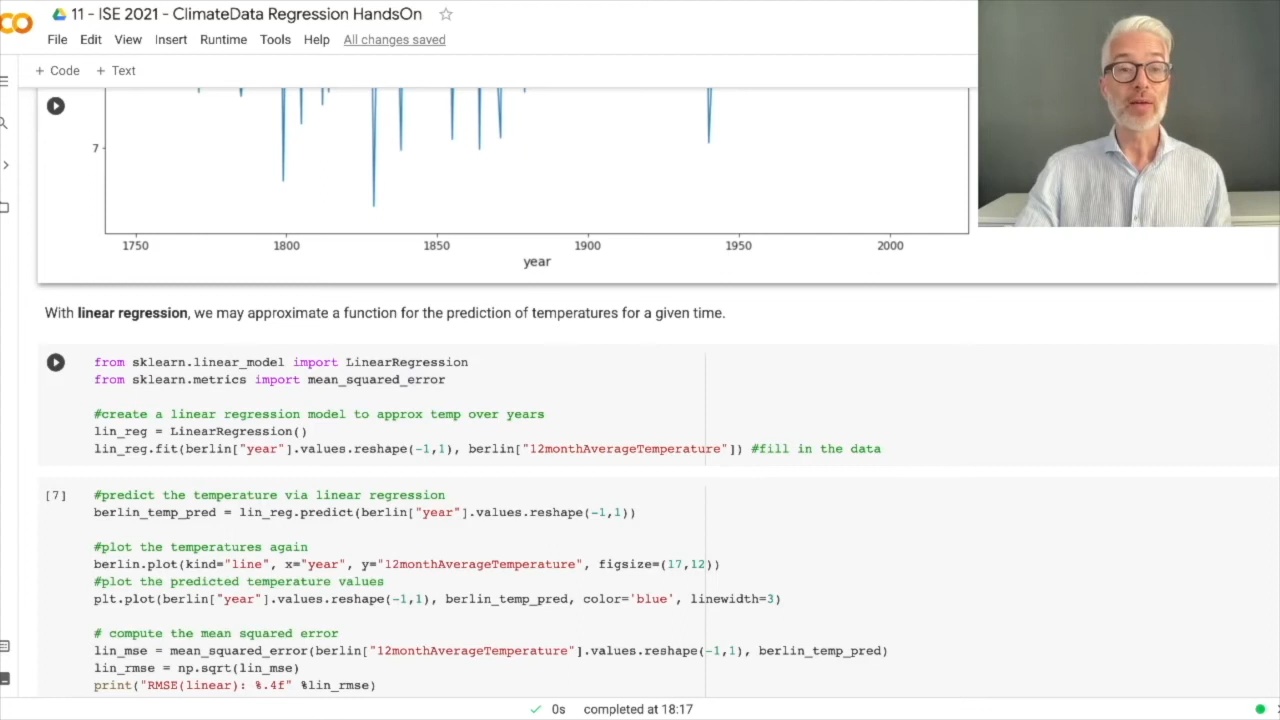 11 - ISE 2021 - ClimateData Regression HandsOn
File Edit View Insert Runtime Tools Help All changes saved
+ Code + Text
7
1750 1800 1850 1900 1950 2000
year
With linear regression, we may approximate a function for the prediction of temperatures for a given time.
from sklearn.linear_model import LinearRegression
from sklearn.metrics import mean_squared_error
#create a linear regression model to approx temp over years
lin_reg = LinearRegression()
lin_reg.fit(berlin["year"].values.reshape(-1,1), berlin["12monthAverageTemperature"]) #fill in the data
[7] #predict the temperature via linear regression
berlin_temp_pred = lin_reg.predict(berlin["year"].values.reshape(-1,1))
#plot the temperatures again
berlin.plot(kind="line", x="year", y="12monthAverageTemperature", figsize=(17,12))
#plot the predicted temperature values
plt.plot(berlin["year"].values.reshape(-1,1), berlin_temp_pred, color='blue', linewidth=3)
# compute the mean squared error
lin_mse = mean_squared_error(berlin["12monthAverageTemperature"].values.reshape(-1,1), berlin_temp_pred)
lin_rmse = np.sqrt(lin_mse)
print("RMSE(linear): %.4f" %lin_rmse)
0s completed at 18:17